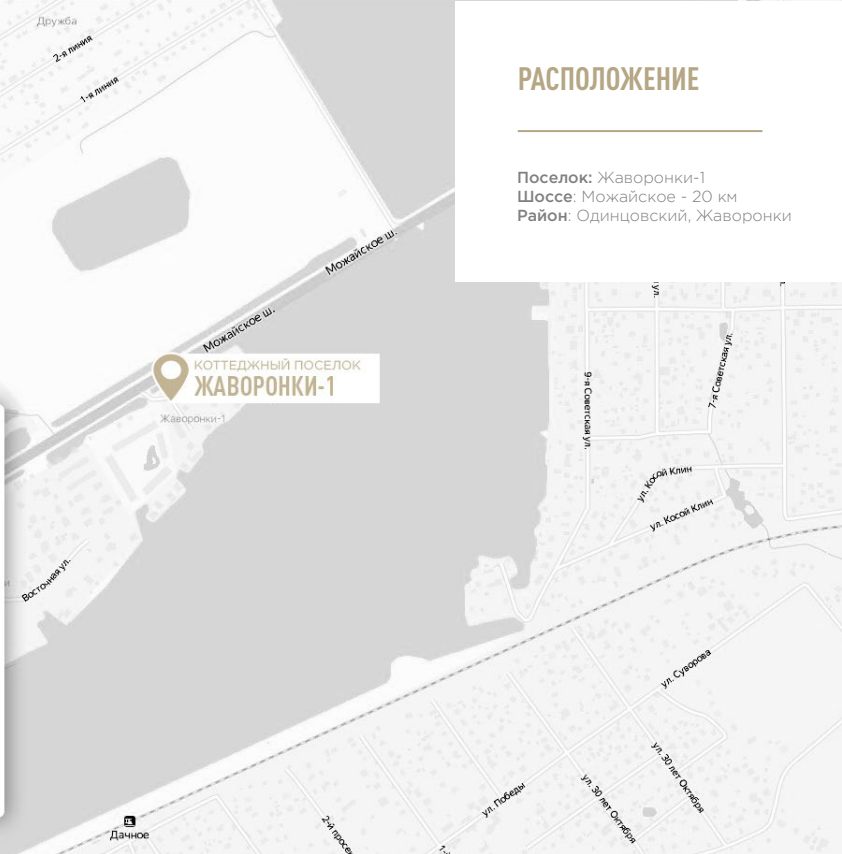 Дружба
2-я линия
1-я линия
РАСПОЛОЖЕНИЕ
Поселок: Жаворонки-1
Шоссе: Можайское - 20 км
Район: Одинцовский, Жаворонки
Можайское ш.
Можайское ш.
ул.
7-я Советская ул.
КОТТЕДЖНЫЙ ПОСЕЛОК
ЖАВОРОНКИ-1
Жаворонки-1
9-я Советская ул.
ул. Косой Клин
ул. Косой Клин
Восточная ул.
ул. Суворова
ул. 30 лет Октября
ул. Победы
ул. 30 лет Октября
Дачное
2-й